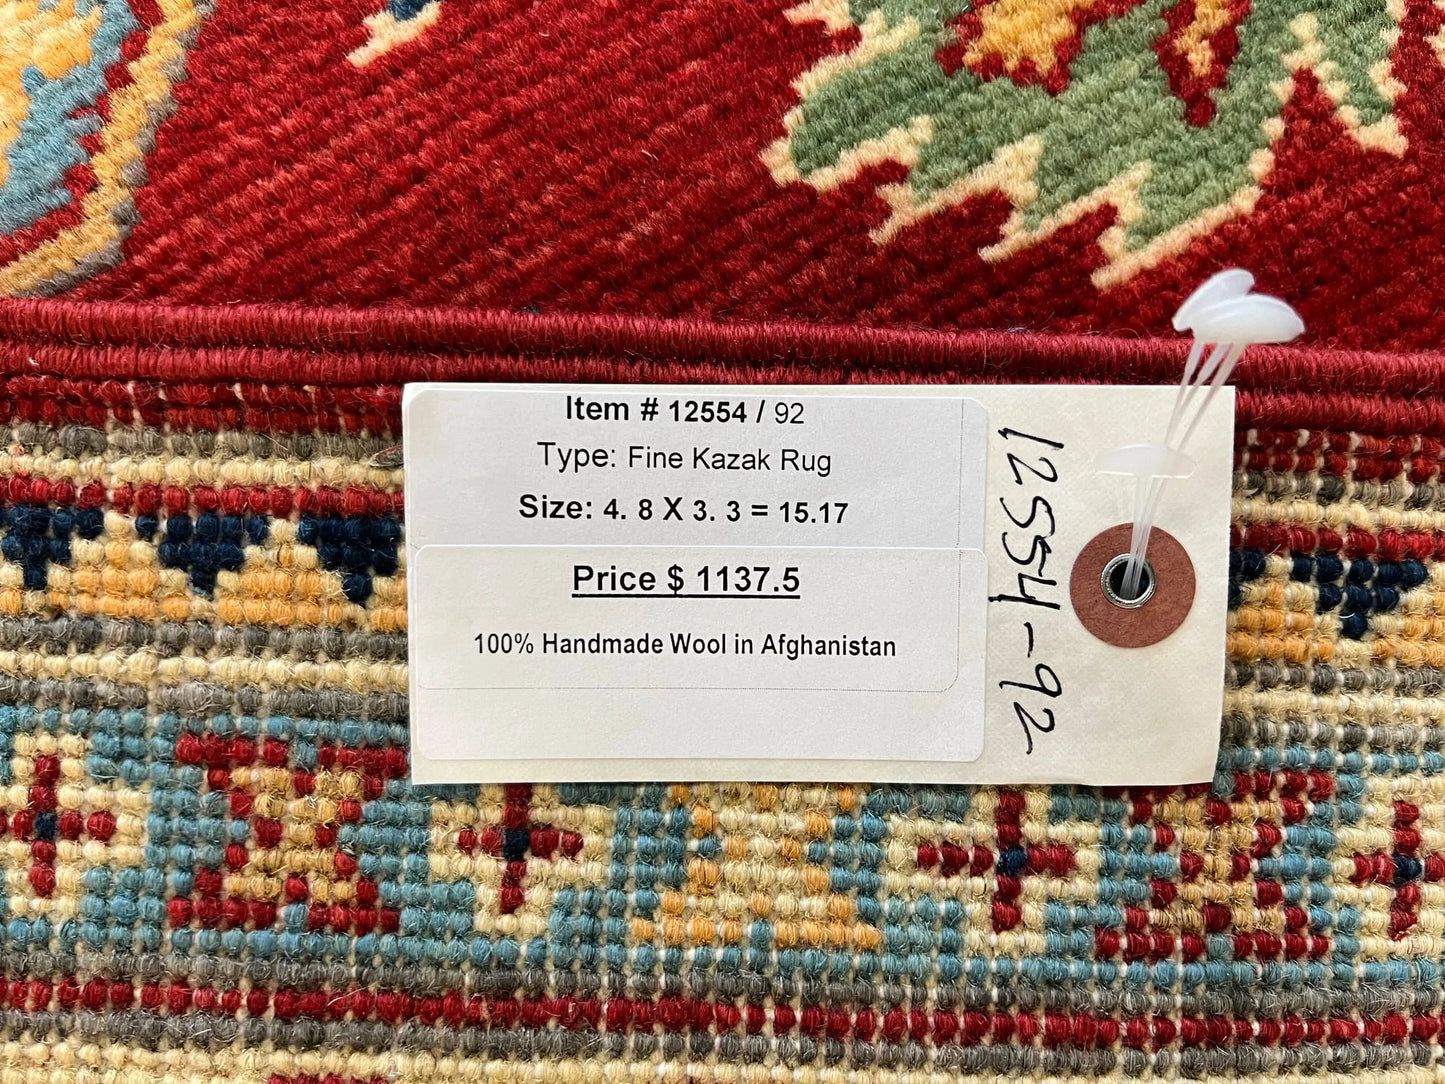 Item # 12554 / 92
Type: Fine Kazak Rug
Size: 4. 8 X 3. 3 = 15.17
Price $ 1137.5
100% Handmade Wool in Afghanistan
12554-92